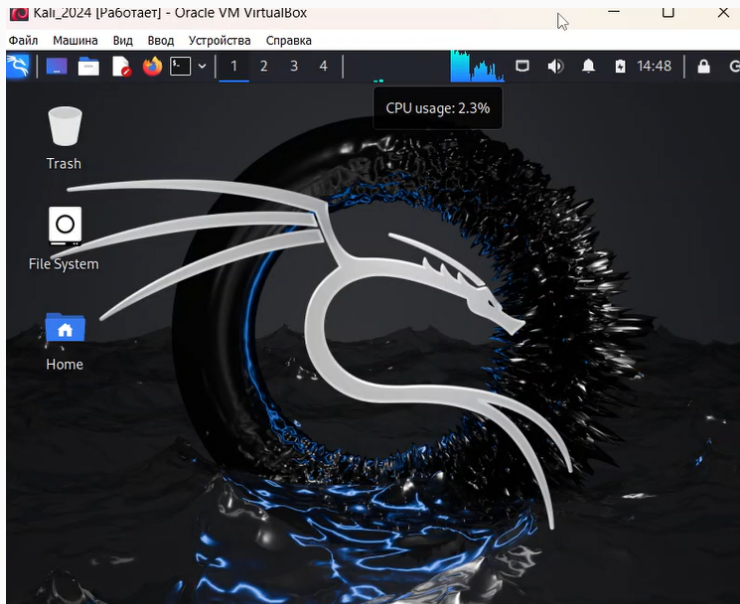 Kali_2024 [Работает] - Oracle VM VirtualBox
Файл Машина Вид Ввод Устройства Справка
1 2 3 4 14:48
CPU usage: 2.3%
Trash
File System
Home